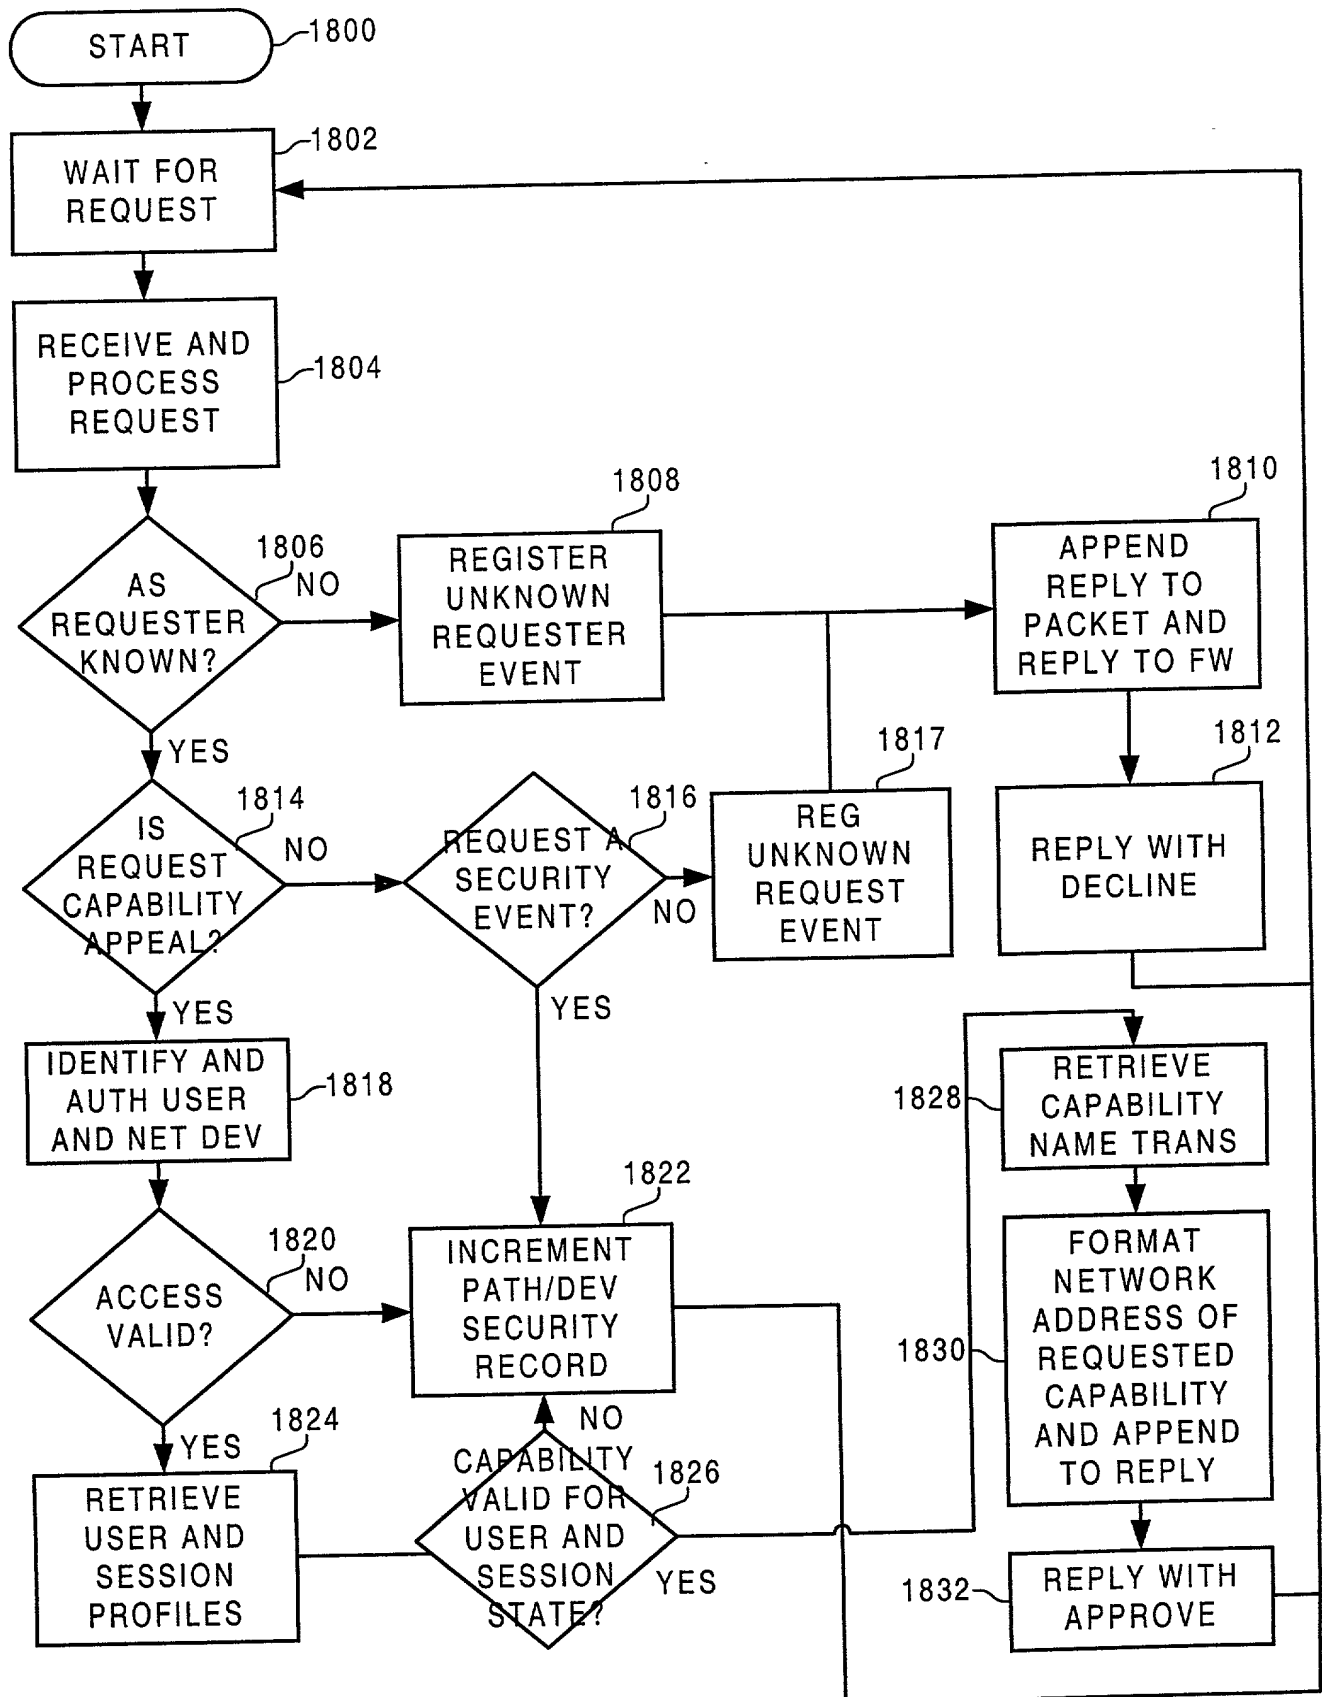 START
1800
1802
WAIT FOR
REQUEST
RECEIVE AND
PROCESS
REQUEST
1804
1806
AS
REQUESTER
KNOWN?
NO
YES
1808
REGISTER
UNKNOWN
REQUESTER
EVENT
1810
APPEND
REPLY TO
PACKET AND
REPLY TO FW
1812
REPLY WITH
DECLINE
1814
IS
REQUEST
CAPABILITY
APPEAL?
NO
YES
1816
REQUEST A
SECURITY
EVENT?
NO
YES
1817
REG
UNKNOWN
REQUEST
EVENT
IDENTIFY AND
AUTH USER
AND NET DEV
1818
1820
ACCESS
VALID?
NO
YES
1822
INCREMENT
PATH/DEV
SECURITY
RECORD
1824
RETRIEVE
USER AND
SESSION
PROFILES
NO
CAPABILITY
VALID FOR
USER AND
SESSION
STATE?
1826
YES
1828
RETRIEVE
CAPABILITY
NAME TRANS
1830
FORMAT
NETWORK
ADDRESS OF
REQUESTED
CAPABILITY
AND APPEND
TO REPLY
1832
REPLY WITH
APPROVE